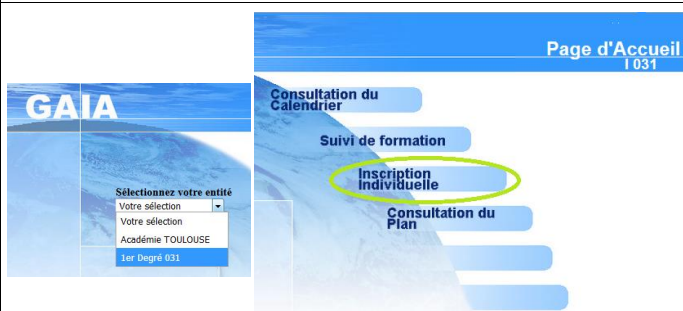 GAIA
Sélectionnez votre entité
Votre sélection
Votre sélection
Académie TOULOUSE
1er Degré 031
Page d'Accueil
I 031
Consultation du
Calendrier
Suivi de formation
Inscription
Individuelle
Consultation du
Plan